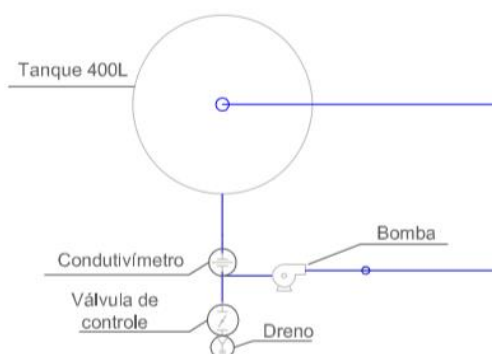 Tanque 400L
Bomba
Condutivímetro
Válvula de
controle
Dreno